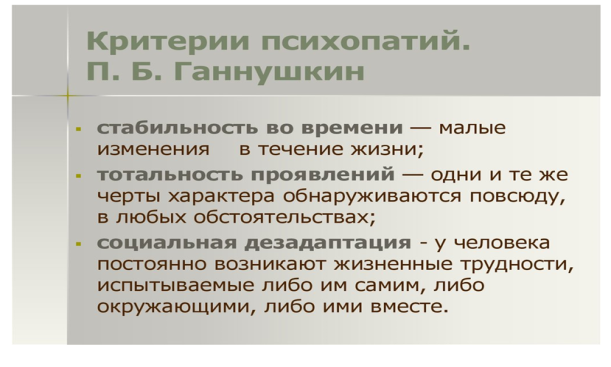 Критерии психопатий.
П. Б. Ганнушкин
стабильность во времени — малые
изменения в течение жизни;
тотальность проявлений — одни и те же
черты характера обнаруживаются повсюду,
в любых обстоятельствах;
социальная дезадаптация - у человека
постоянно возникают жизненные трудности,
испытываемые либо им самим, либо
окружающими, либо ими вместе.